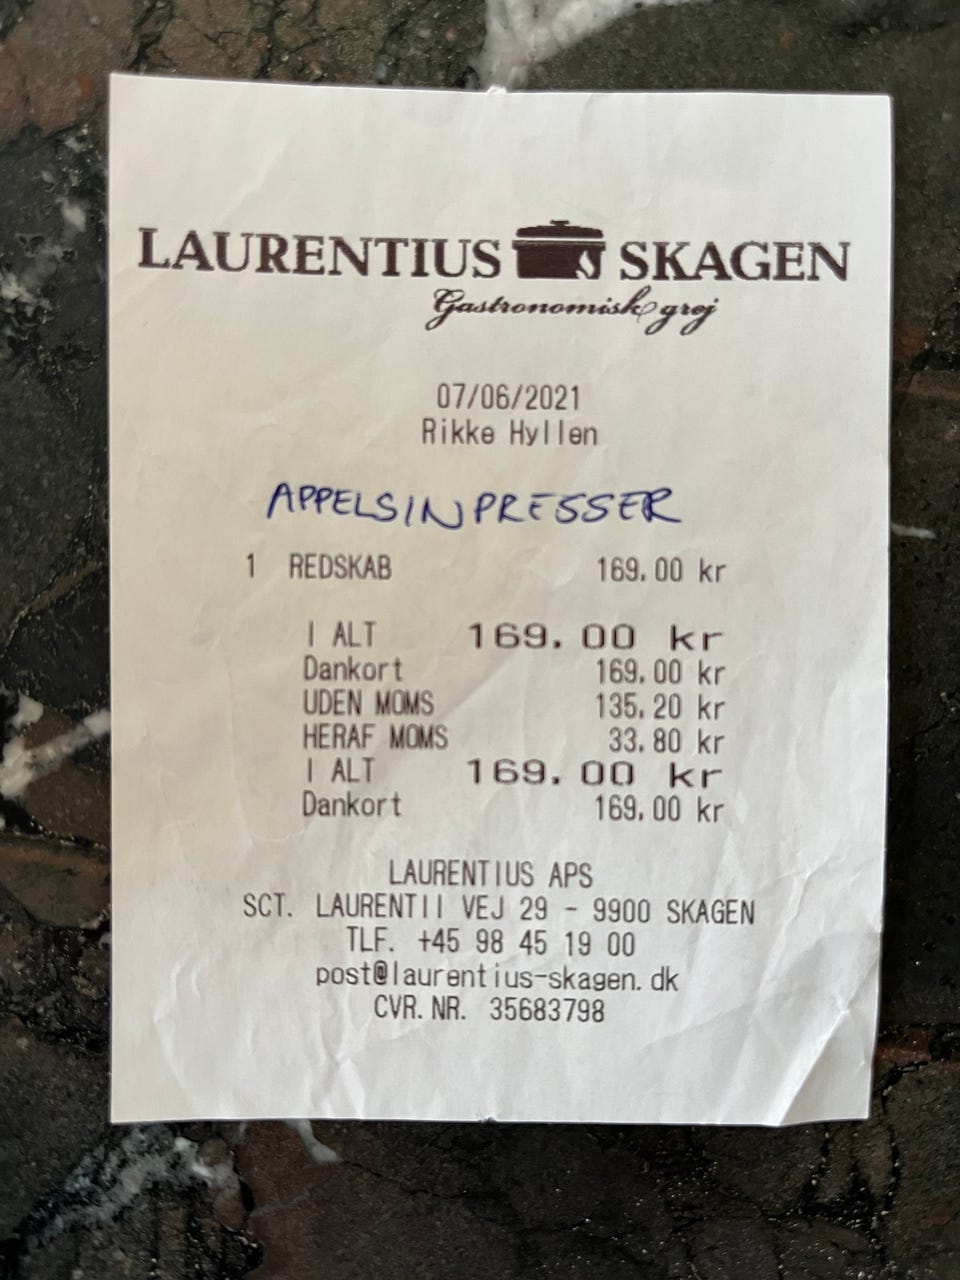 LAURENTIUS SKAGEN
Gastronomisk grej
07/06/2021
Rikke Hyllen
APPELSINPRESSER
1 REDSKAB 169.00 kr
I ALT 169.00 kr
Dankort 169.00 kr
UDEN MOMS 135.20 kr
HERAF MOMS 33.80 kr
I ALT 169.00 kr
Dankort 169.00 kr
LAURENTIUS APS
SCT. LAURENTII VEJ 29 - 9900 SKAGEN
TLF. +45 98 45 19 00
post@laurentius-skagen.dk
CVR.NR. 35683798